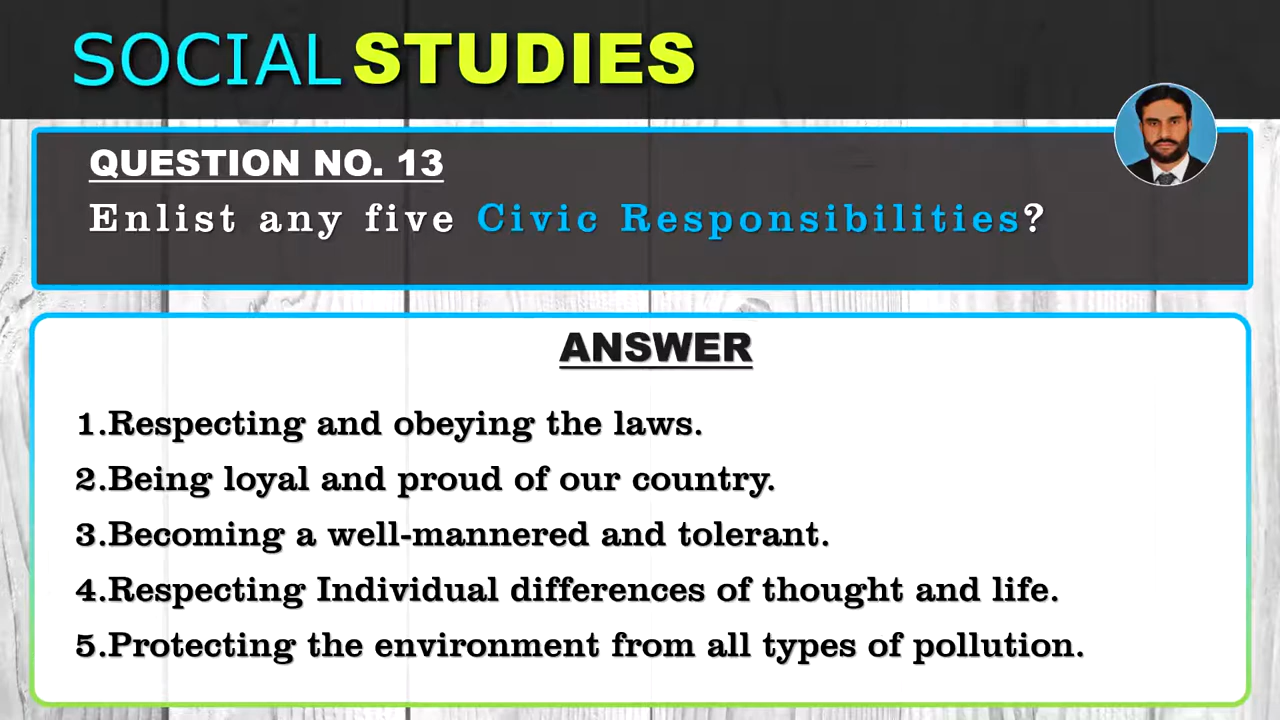 SOCIAL STUDIES
QUESTION NO. 13
Enlist any five Civic Responsibilities?
ANSWER
1.Respecting and obeying the laws.
2.Being loyal and proud of our country.
3.Becoming a well-mannered and tolerant.
4.Respecting Individual differences of thought and life.
5.Protecting the environment from all types of pollution.